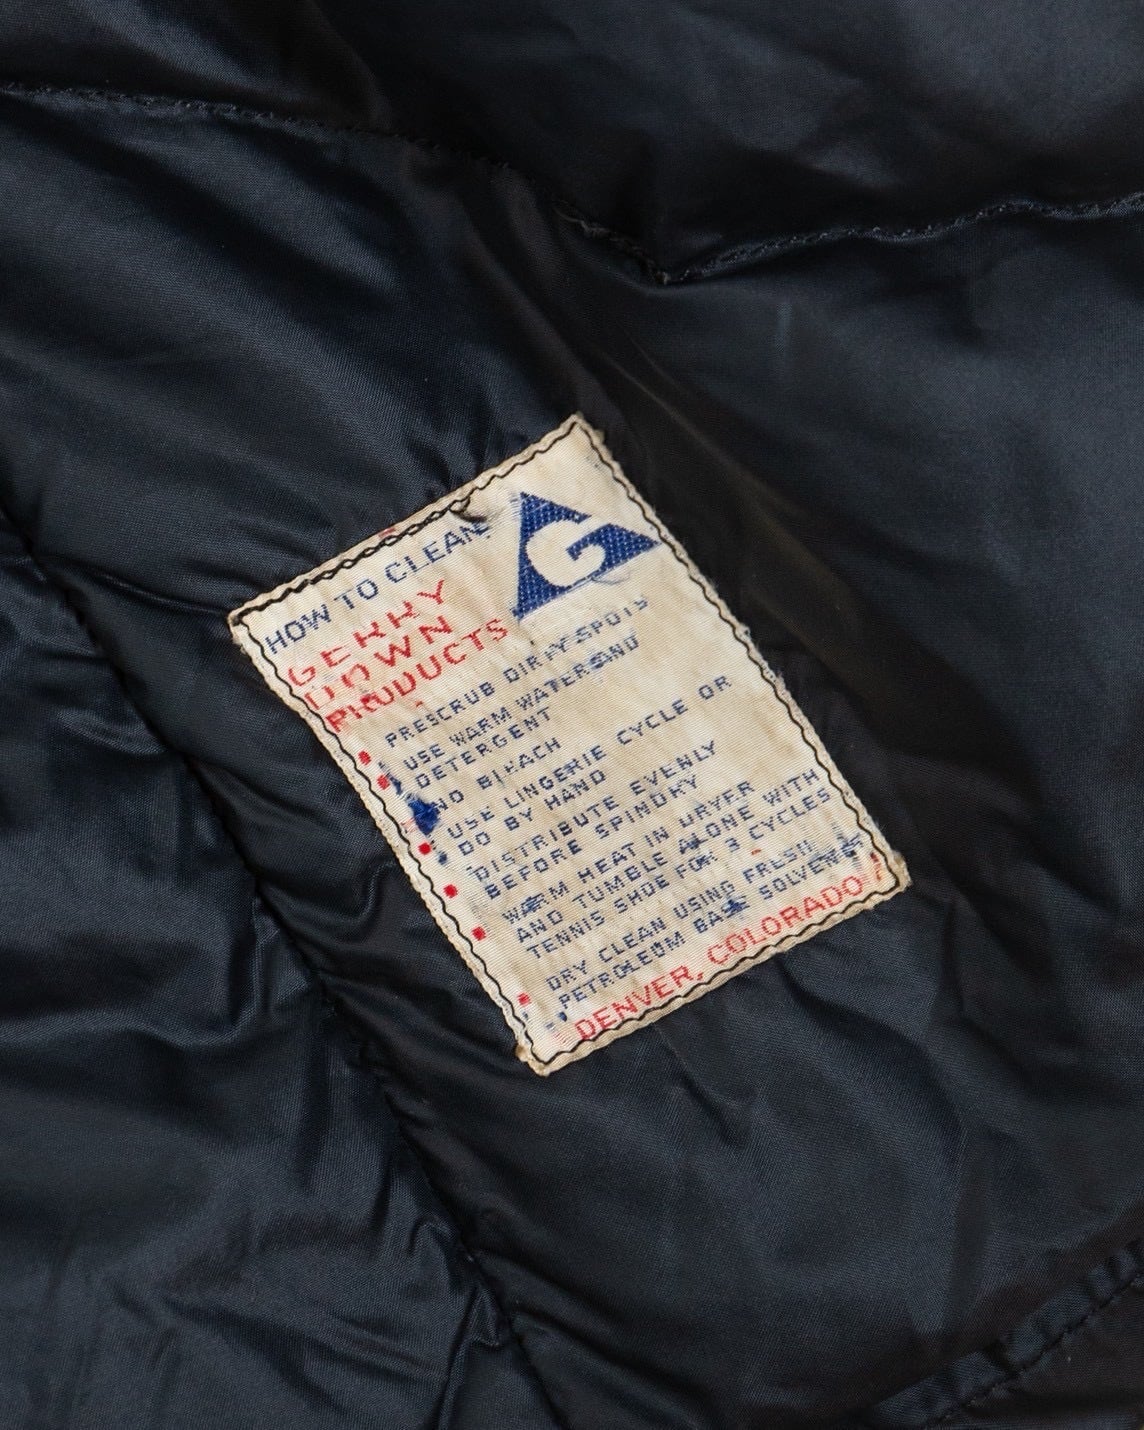 HOW TO CLEAN
G
GERRY
DOWN
PRODUCTS
PRESCRUB DIRTY SPOTS
USE WARM WATER AND
DETERGENT
NO BLEACH
USE LINGERIE CYCLE OR
DO BY HAND
DISTRIBUTE EVENLY
BEFORE SPINDRY
WARM HEAT IN DRYER
AND TUMBLE ALONE WITH
TENNIS SHOE FOR 3 CYCLES
DRY CLEAN USING FRESH
PETROLEUM BASE SOLVENTS
DENVER, COLORADO